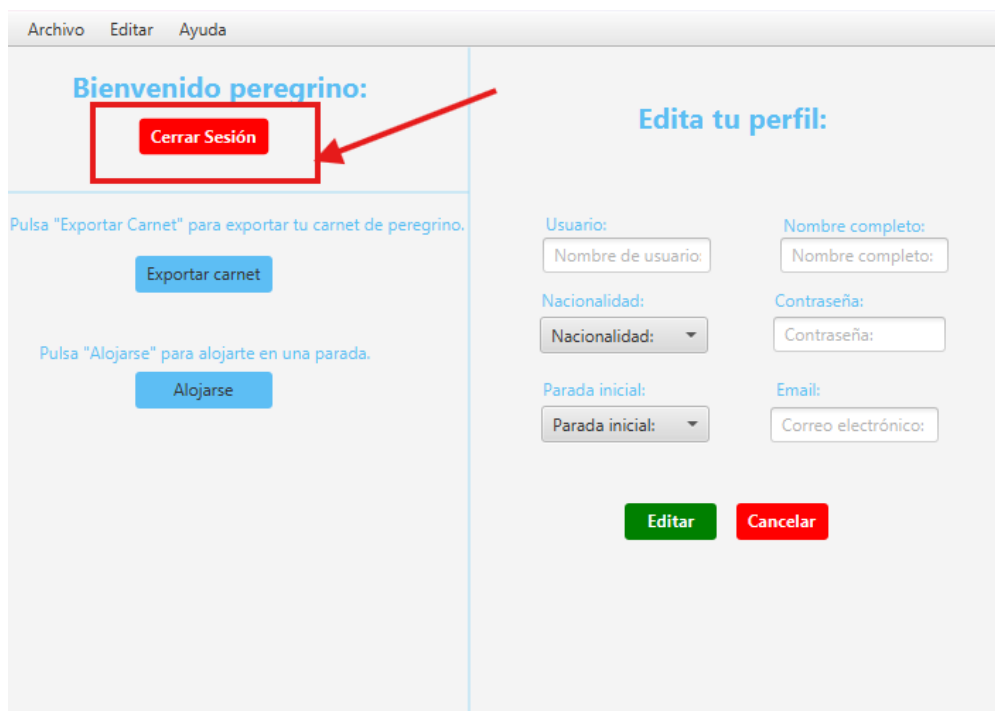 Archivo Editar Ayuda
Bienvenido peregrino:
Cerrar Sesión
Pulsa "Exportar Carnet" para exportar tu carnet de peregrino.
Exportar carnet
Pulsa "Alojarse" para alojarte en una parada.
Alojarse
Edita tu perfil:
Usuario:
Nombre de usuario:
Nombre completo:
Nombre completo:
Nacionalidad:
Nacionalidad:
Contraseña:
Contraseña:
Parada inicial:
Parada inicial:
Email:
Correo electrónico:
Editar
Cancelar